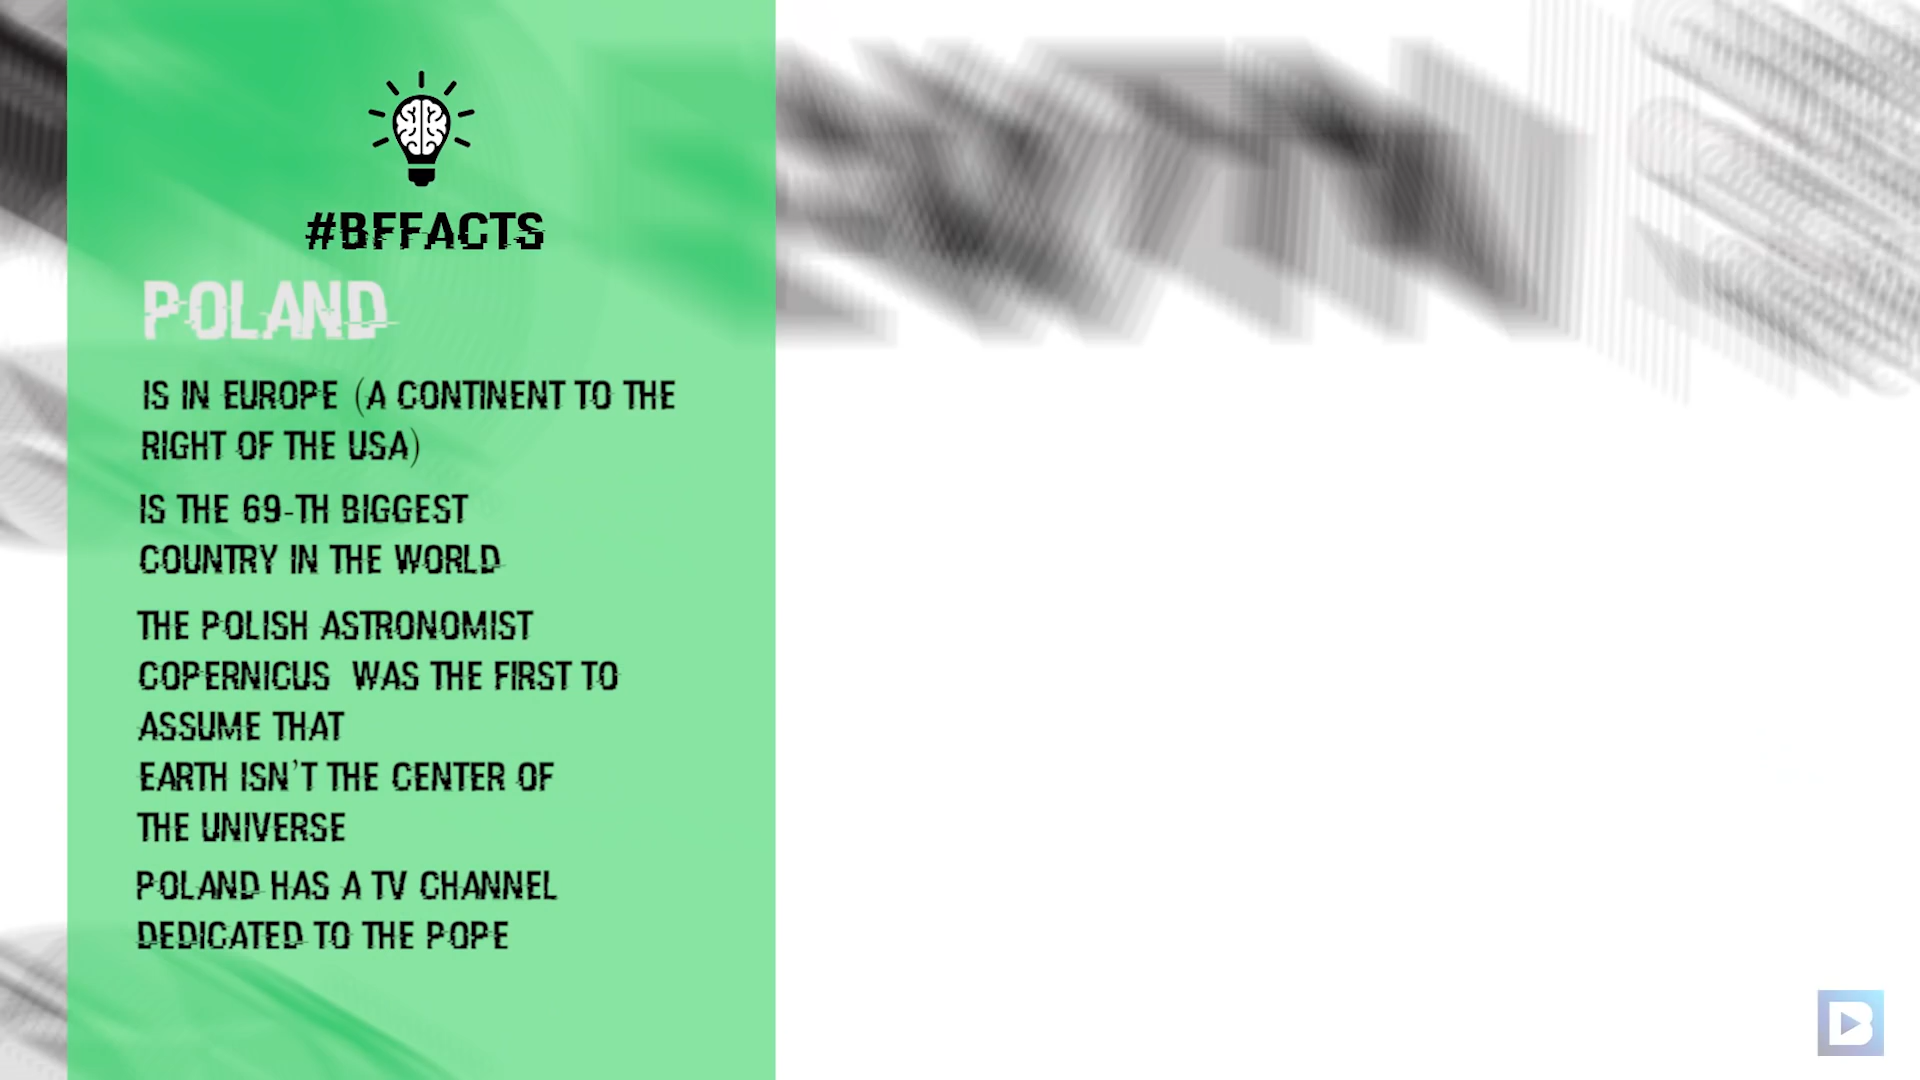 #BFFACTS
POLAND
IS IN EUROPE (A CONTINENT TO THE
RIGHT OF THE USA)
IS THE 69-TH BIGGEST
COUNTRY IN THE WORLD
THE POLISH ASTRONOMIST
COPERNICUS WAS THE FIRST TO
ASSUME THAT
EARTH ISN'T THE CENTER OF
THE UNIVERSE
POLAND HAS A TV CHANNEL
DEDICATED TO THE POPE
B